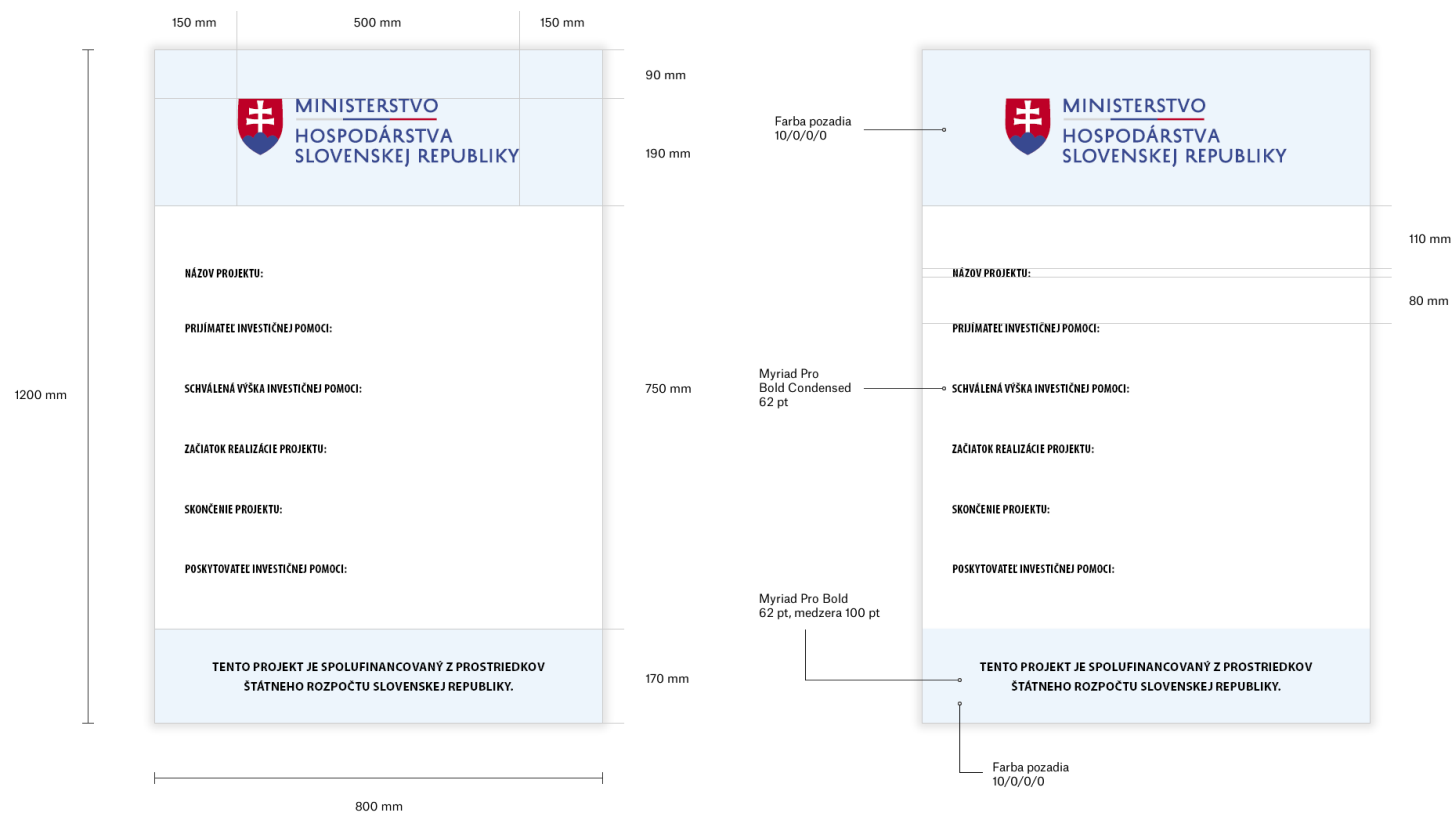 150 mm
500 mm
150 mm
90 mm
190 mm
MINISTERSTVO
HOSPODÁRSTVA
SLOVENSKEJ REPUBLIKY
NÁZOV PROJEKTU:
PRIJÍMATEĽ INVESTIČNEJ POMOCI:
SCHVÁLENÁ VÝŠKA INVESTIČNEJ POMOCI:
ZAČIATOK REALIZÁCIE PROJEKTU:
SKONČENIE PROJEKTU:
POSKYTOVATEĽ INVESTIČNEJ POMOCI:
1200 mm
750 mm
TENTO PROJEKT JE SPOLUFINANCOVANÝ Z PROSTRIEDKOV
ŠTÁTNEHO ROZPOČTU SLOVENSKEJ REPUBLIKY.
170 mm
800 mm
Farba pozadia
10/0/0/0
MINISTERSTVO
HOSPODÁRSTVA
SLOVENSKEJ REPUBLIKY
110 mm
NÁZOV PROJEKTU:
80 mm
PRIJÍMATEĽ INVESTIČNEJ POMOCI:
Myriad Pro
Bold Condensed
62 pt
SCHVÁLENÁ VÝŠKA INVESTIČNEJ POMOCI:
ZAČIATOK REALIZÁCIE PROJEKTU:
SKONČENIE PROJEKTU:
POSKYTOVATEĽ INVESTIČNEJ POMOCI:
Myriad Pro Bold
62 pt, medzera 100 pt
TENTO PROJEKT JE SPOLUFINANCOVANÝ Z PROSTRIEDKOV
ŠTÁTNEHO ROZPOČTU SLOVENSKEJ REPUBLIKY.
Farba pozadia
10/0/0/0